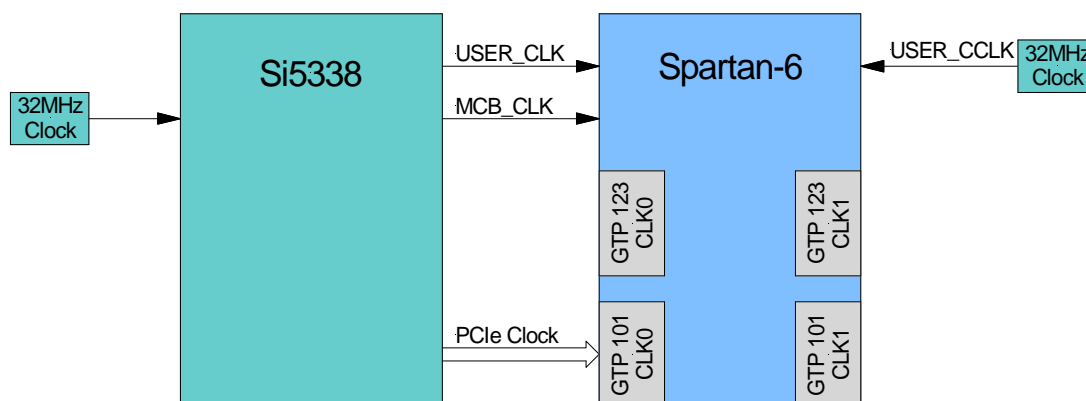 Si5338
USER_CLK
Spartan-6
USER_CCLK
32MHz
Clock
32MHz
Clock
MCB_CLK
GTP 123
CLK0
GTP 123
CLK1
PCIe Clock
GTP 101
CLK0
GTP 101
CLK1